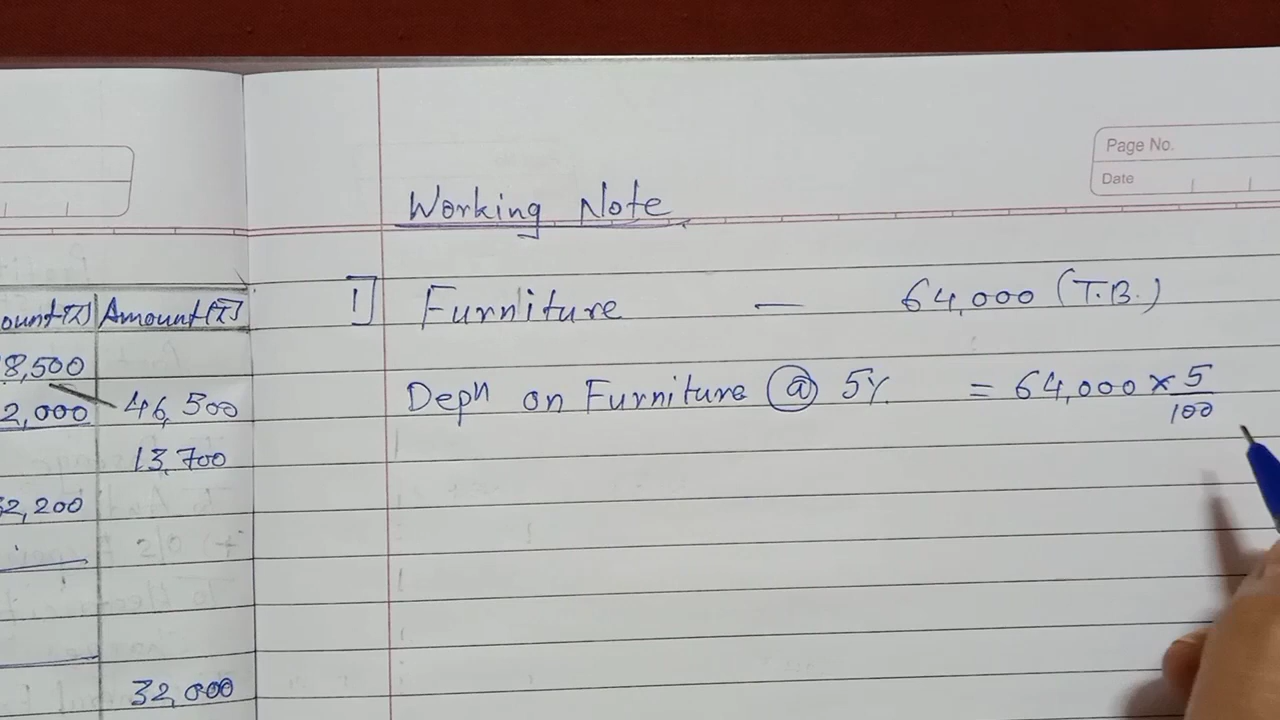 Page No.
Date
Working Note
ount(₹) Amount(₹)
8,500
2,000 46,500
13,700
2,200
32,000
1] Furniture — 64,000 (T.B.)
Depn on Furniture @ 5% = 64,000 × 5/100